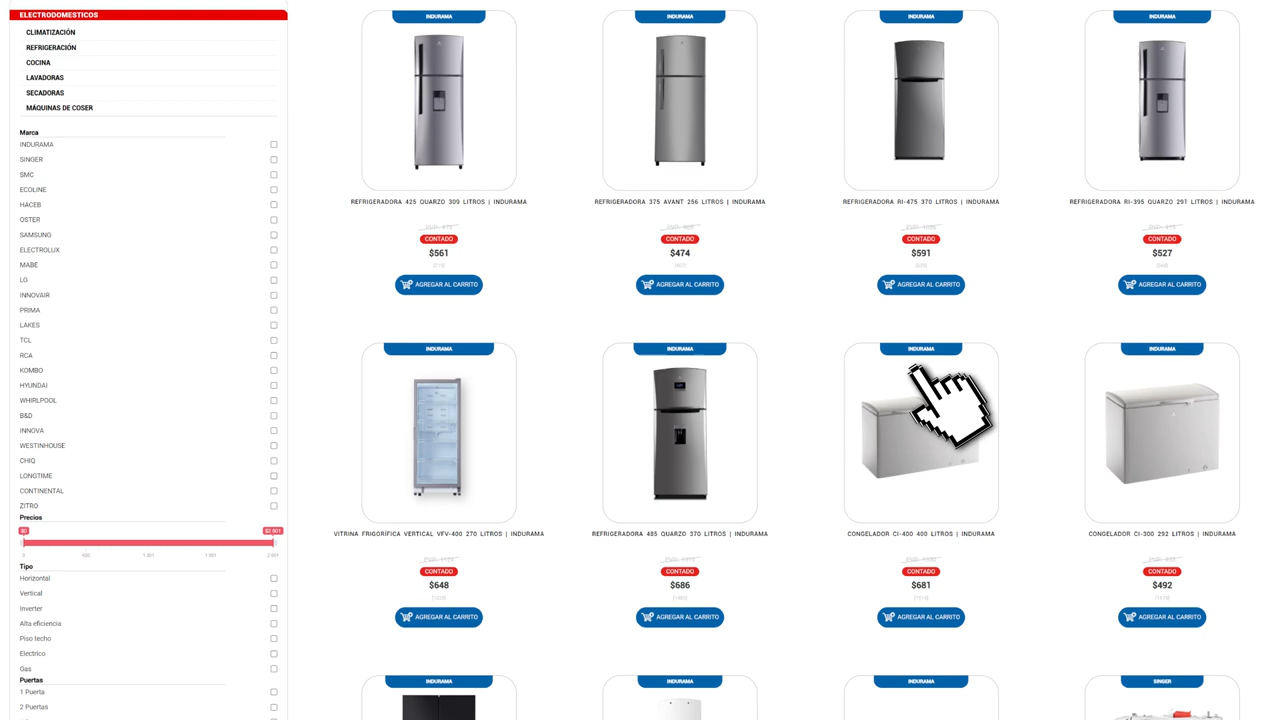 ELECTRODOMESTICOS
CLIMATIZACIÓN
REFRIGERACIÓN
COCINA
LAVADORAS
SECADORAS
MÁQUINAS DE COSER
Marca
INDURAMA
SINGER
SMC
ECOLINE
HACEB
OSTER
SAMSUNG
ELECTROLUX
MABE
LG
INNOVAIR
PRIMA
LAKES
TCL
RCA
KOMBO
HYUNDAI
WHIRLPOOL
B&D
INNOVA
WESTINHOUSE
CHIQ
LONGTIME
CONTINENTAL
ZITRO
Precios
$0
0
Tipo
Horizontal
Vertical
Inverter
Alta eficiencia
Piso techo
Electrico
Gas
Puertas
1 Puerta
2 Puertas
INDURAMA
REFRIGERADORA 425 QUARZO 309 LITROS | INDURAMA
CONTADO
$561
AGREGAR AL CARRITO
INDURAMA
REFRIGERADORA 375 AVANT 256 LITROS | INDURAMA
CONTADO
$474
AGREGAR AL CARRITO
INDURAMA
REFRIGERADORA RI-475 370 LITROS | INDURAMA
CONTADO
$591
AGREGAR AL CARRITO
INDURAMA
REFRIGERADORA RI-395 QUARZO 291 LITROS | INDURAMA
CONTADO
$527
AGREGAR AL CARRITO
INDURAMA
VITRINA FRIGORÍFICA VERTICAL VFV-400 270 LITROS | INDURAMA
CONTADO
$648
AGREGAR AL CARRITO
INDURAMA
REFRIGERADORA 485 QUARZO 370 LITROS | INDURAMA
CONTADO
$686
AGREGAR AL CARRITO
INDURAMA
CONGELADOR CI-400 400 LITROS | INDURAMA
CONTADO
$681
AGREGAR AL CARRITO
INDURAMA
CONGELADOR CI-300 292 LITROS | INDURAMA
CONTADO
$492
AGREGAR AL CARRITO
INDURAMA
INDURAMA
INDURAMA
SINGER